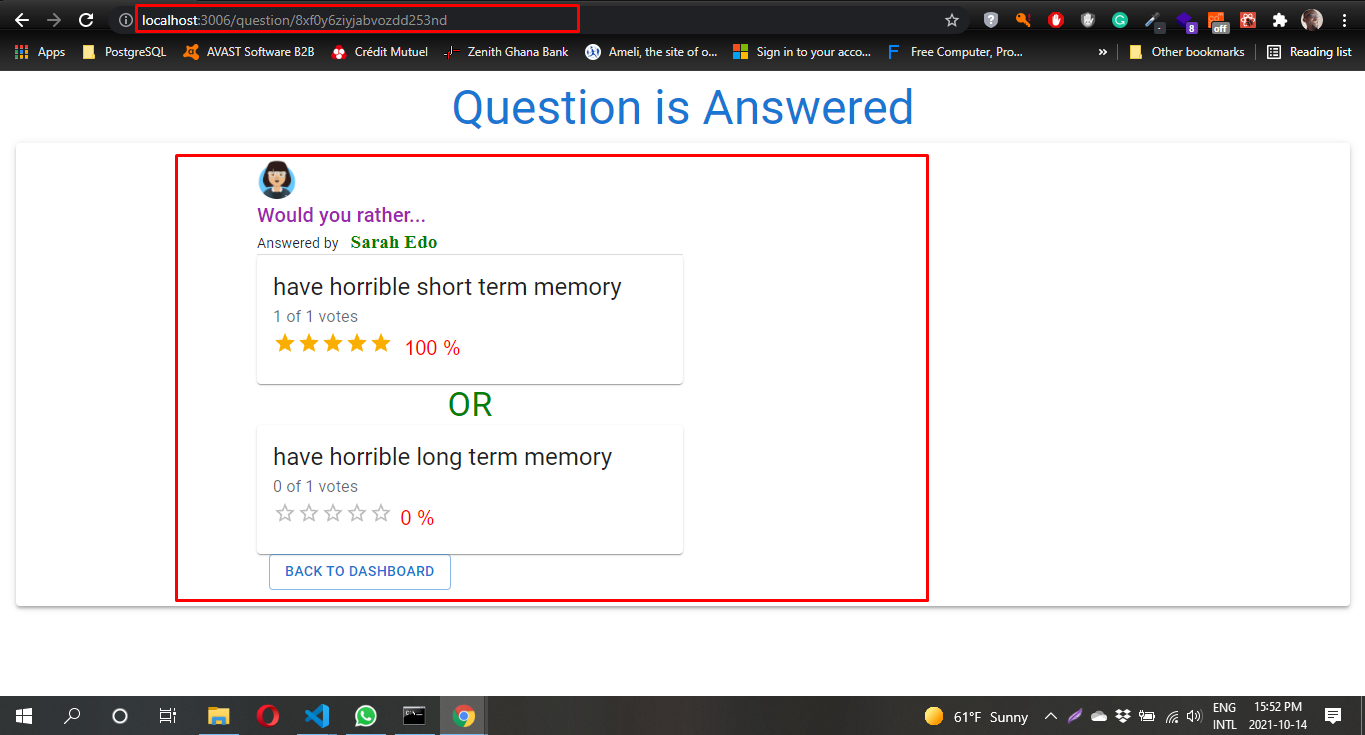 localhost:3006/question/8xf0y6ziyjabvozdd253nd
8
off
Apps PostgreSQL AVAST Software B2B Crédit Mutuel Zenith Ghana Bank Ameli, the site of o... Sign in to your acco... F Free Computer, Pro... » Other bookmarks Reading list
Question is Answered
Would you rather...
Answered by Sarah Edo
have horrible short term memory
1 of 1 votes
100 %
OR
have horrible long term memory
0 of 1 votes
0 %
BACK TO DASHBOARD
61°F Sunny
ENG
INTL
15:52 PM
2021-10-14